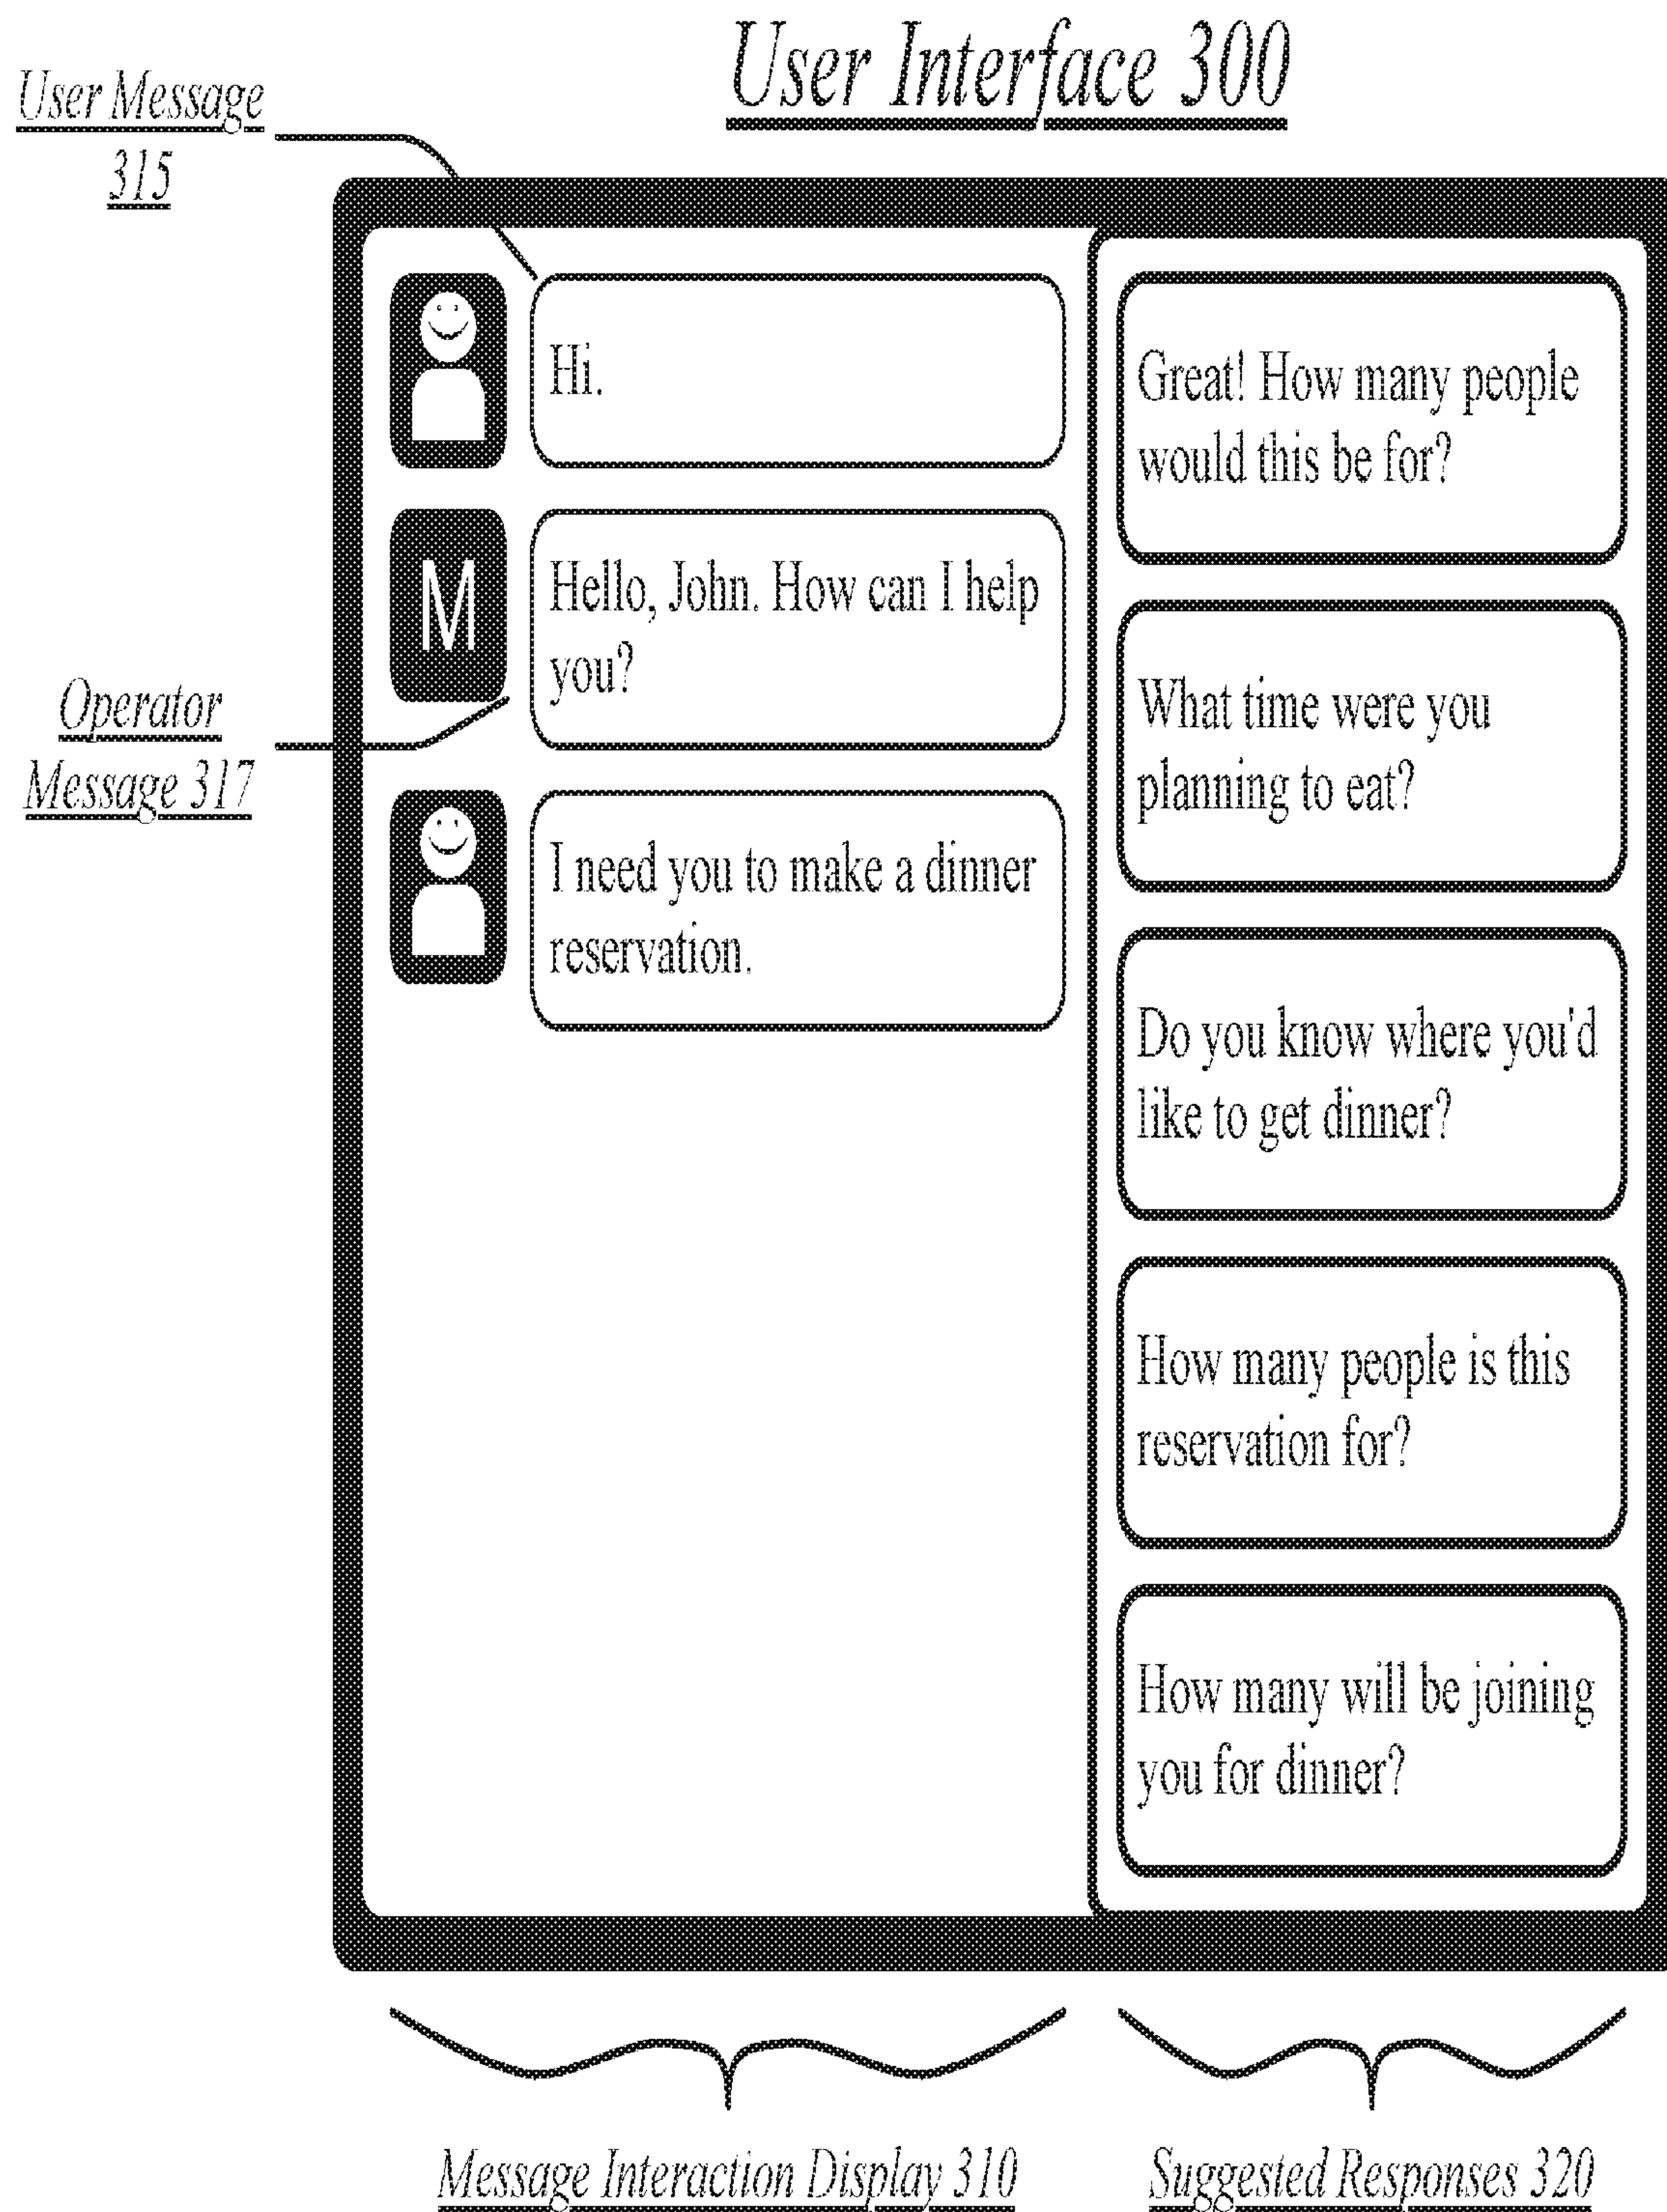 User Interface 300
User Message
315
Hi.
M
Hello, John. How can I help
you?
Operator
Message 317
I need you to make a dinner
reservation.
Great! How many people
would this be for?
What time were you
planning to eat?
Do you know where you'd
like to get dinner?
How many people is this
reservation for?
How many will be joining
you for dinner?
Message Interaction Display 310
Suggested Responses 320